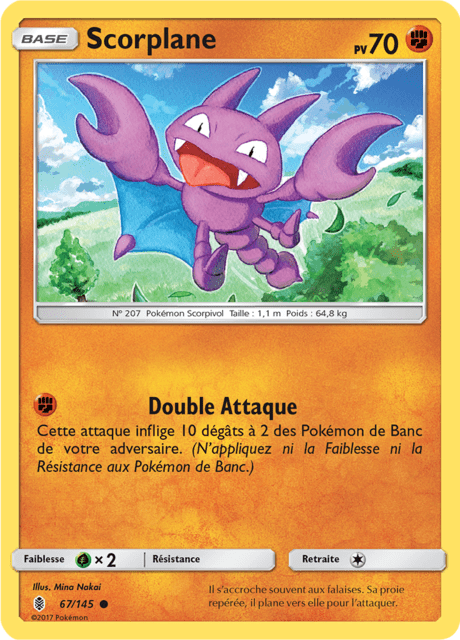 BASE Scorplane PV 70
N° 207 Pokémon Scorpivol Taille : 1,1 m Poids : 64,8 kg
Double Attaque
Cette attaque inflige 10 dégâts à 2 des Pokémon de Banc
de votre adversaire. (N'appliquez ni la Faiblesse ni la
Résistance aux Pokémon de Banc.)
Faiblesse × 2 Résistance Retraite
Illus. Mina Nakai
67/145
©2017 Pokémon
Il s'accroche souvent aux falaises. Sa proie
repérée, il plane vers elle pour l'attaquer.